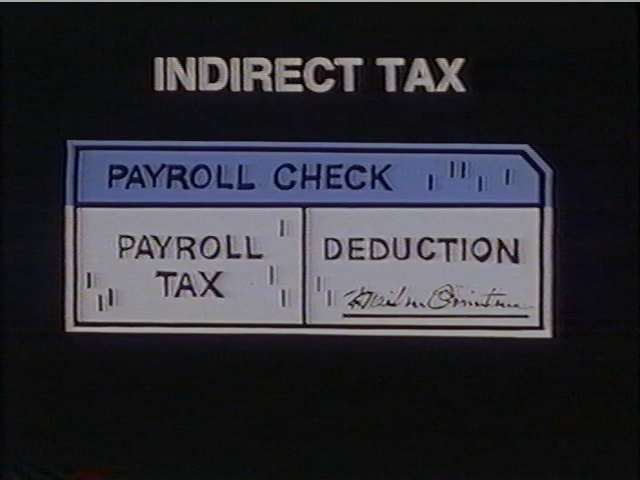 INDIRECT TAX
PAYROLL CHECK
PAYROLL
TAX
DEDUCTION